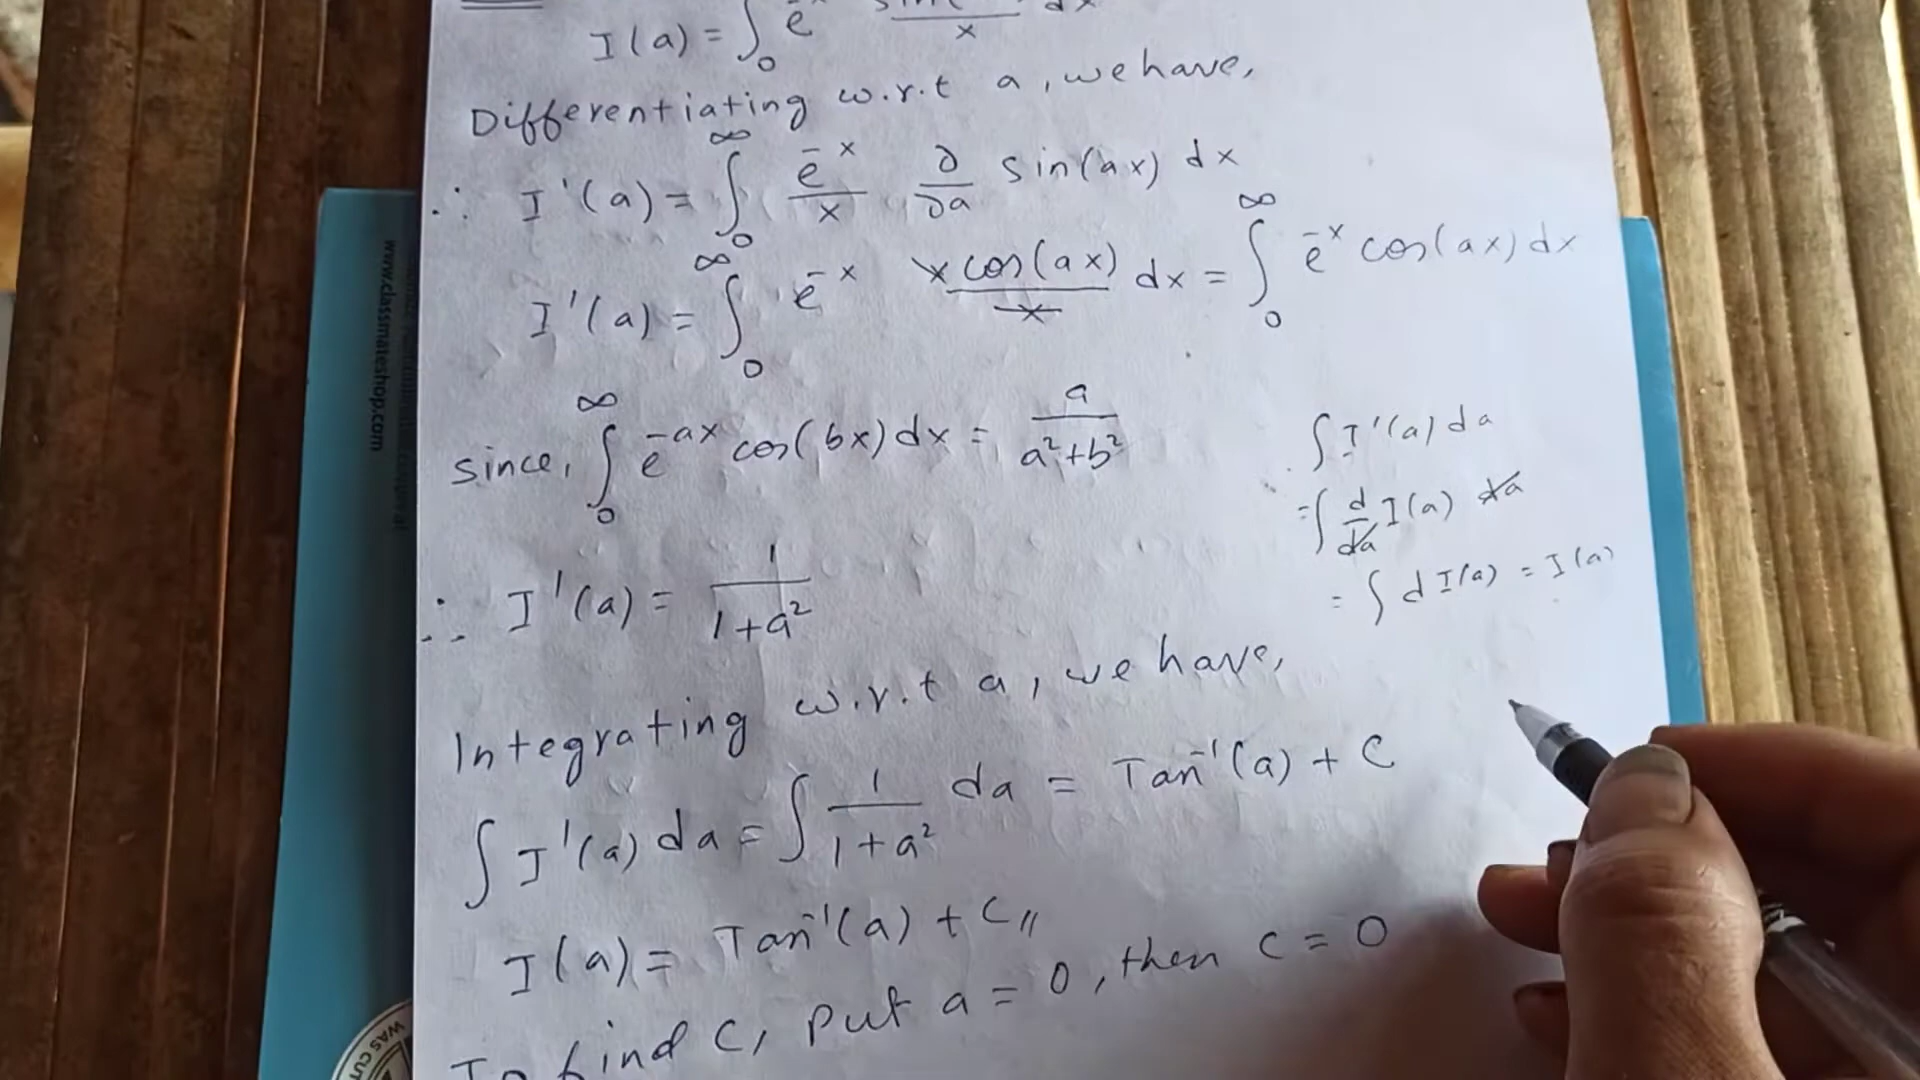 I(a) = ∫₀ e⁻ˣ sin / x dx
Differentiating w.r.t a, we have,
∴ I'(a) = ∫₀^∞ e⁻ˣ/x ∂/∂a sin(ax) dx
I'(a) = ∫₀^∞ e⁻ˣ x cos(ax)/x dx = ∫₀^∞ e⁻ˣ cos(ax) dx
since, ∫₀^∞ e^-ax cos(bx) dx = a/(a²+b²)
∴ I'(a) = 1/(1+a²)
Integrating w.r.t a, we have,
∫ I'(a) da = ∫ 1/(1+a²) da = Tan⁻¹(a) + C
I(a) = Tan⁻¹(a) + C //
To find C, put a = 0, then C = 0
∫ I'(a) da
= ∫ d/da I(a) da
= ∫ d I(a) = I(a)
www.classmateshop.com
WAS CUT